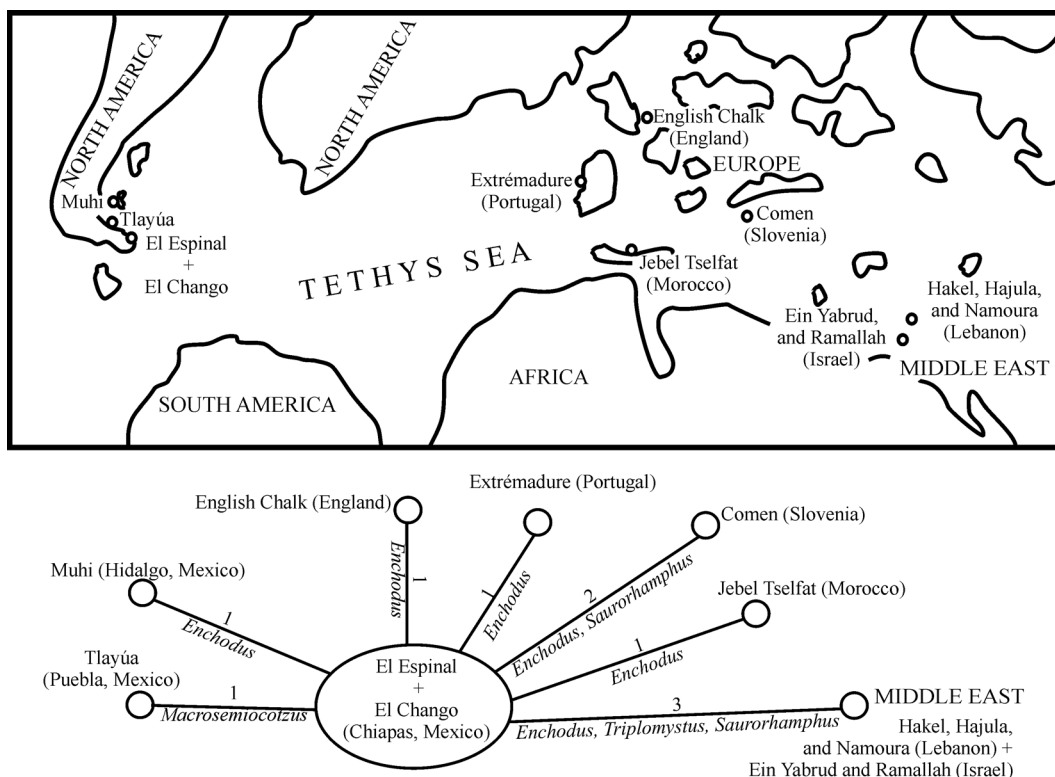 NORTH AMERICA
NORTH AMERICA
English Chalk
(England)
EUROPE
Extrémadure
(Portugal)
Muhi
Tlayúa
El Espinal
+
El Chango
Comen
(Slovenia)
TETHYS SEA
Jebel Tselfat
(Morocco)
Hakel, Hajula,
and Namoura
(Lebanon)
Ein Yabrud,
and Ramallah
(Israel)
MIDDLE EAST
AFRICA
SOUTH AMERICA
English Chalk (England)
Extrémadure (Portugal)
Comen (Slovenia)
Muhi (Hidalgo, Mexico)
Jebel Tselfat (Morocco)
1
Enchodus
1
Enchodus
1
Enchodus
2
Enchodus, Saurorhamphus
1
Enchodus
Tlayúa
(Puebla, Mexico)
1
Macrosemiocotzus
El Espinal
+
El Chango
(Chiapas, Mexico)
3
Enchodus, Triplomystus, Saurorhamphus
MIDDLE EAST
Hakel, Hajula,
and Namoura (Lebanon) +
Ein Yabrud and Ramallah (Israel)